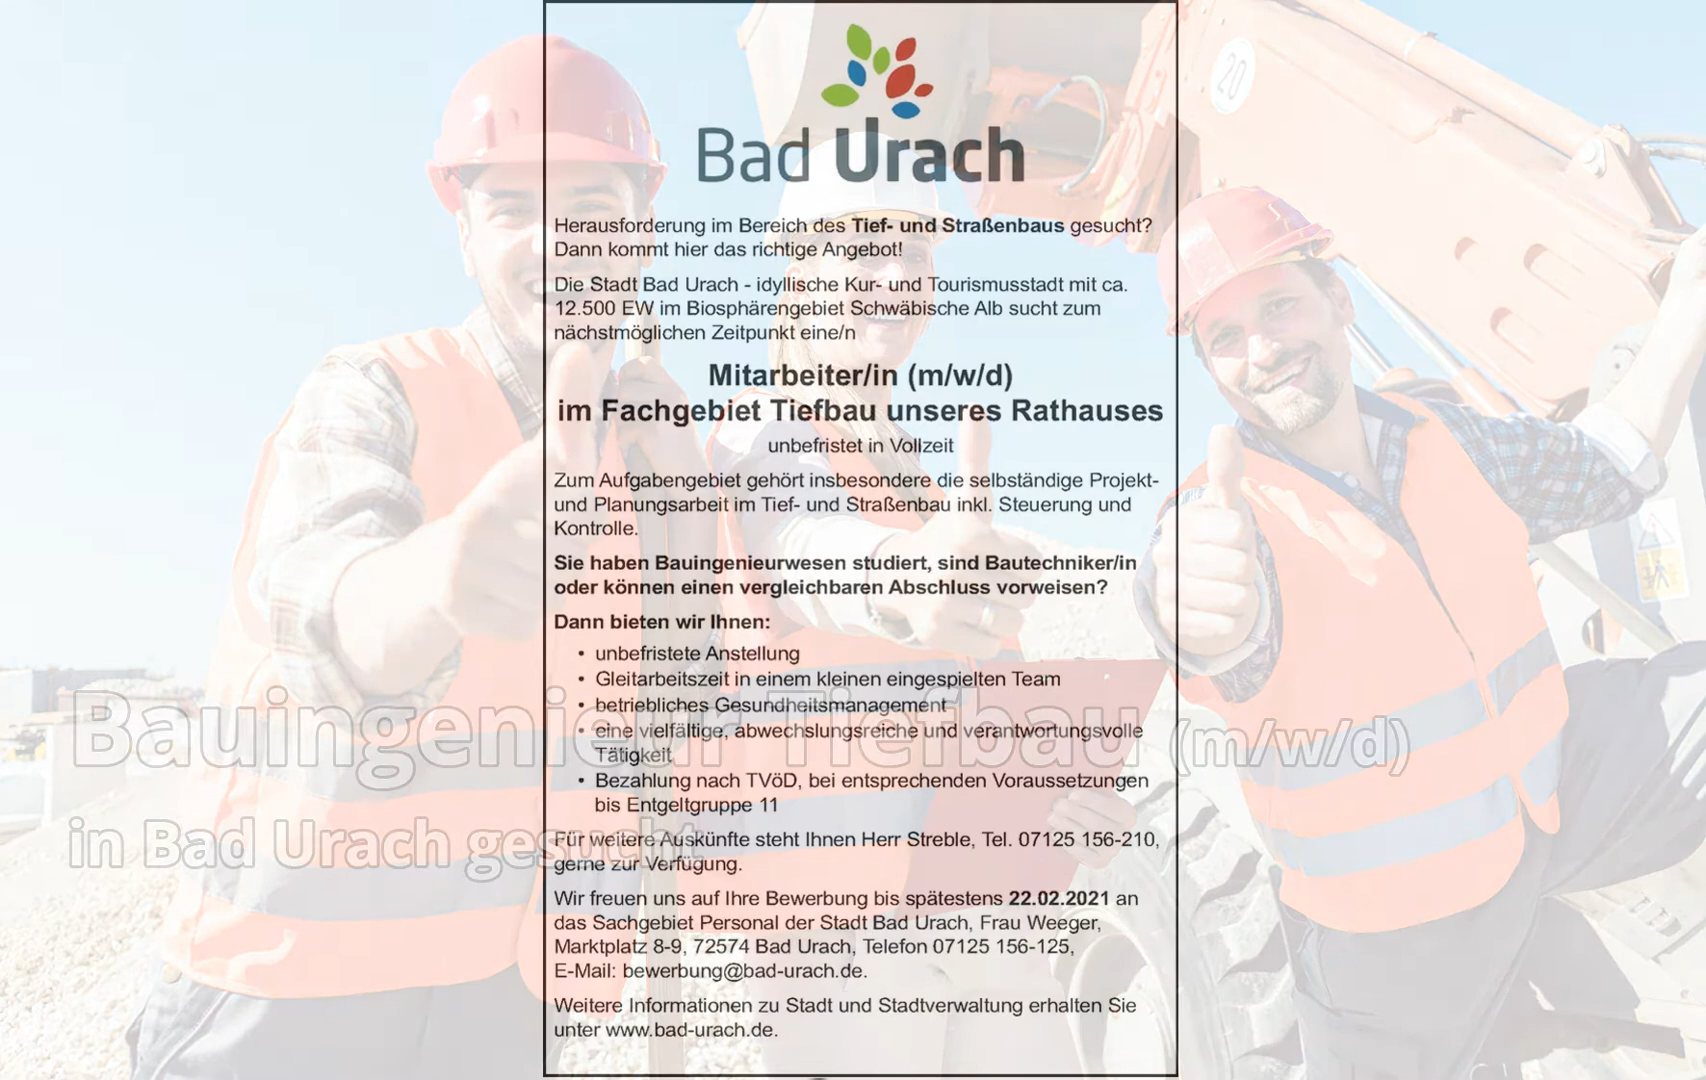 Bad Urach
Herausforderung im Bereich des Tief- und Straßenbaus gesucht?
Dann kommt hier das richtige Angebot!
Die Stadt Bad Urach - idyllische Kur- und Tourismusstadt mit ca.
12.500 EW im Biosphärengebiet Schwäbische Alb sucht zum
nächstmöglichen Zeitpunkt eine/n
Mitarbeiter/in (m/w/d)
im Fachgebiet Tiefbau unseres Rathauses
unbefristet in Vollzeit
Zum Aufgabengebiet gehört insbesondere die selbständige Projekt-
und Planungsarbeit im Tief- und Straßenbau inkl. Steuerung und
Kontrolle.
Sie haben Bauingenieurwesen studiert, sind Bautechniker/in
oder können einen vergleichbaren Abschluss vorweisen?
Dann bieten wir Ihnen:
• unbefristete Anstellung
• Gleitarbeitszeit in einem kleinen eingespielten Team
• betriebliches Gesundheitsmanagement
• eine vielfältige, abwechslungsreiche und verantwortungsvolle
Tätigkeit
• Bezahlung nach TVöD, bei entsprechenden Voraussetzungen
bis Entgeltgruppe 11
Für weitere Auskünfte steht Ihnen Herr Streble, Tel. 07125 156-210,
gerne zur Verfügung.
Wir freuen uns auf Ihre Bewerbung bis spätestens 22.02.2021 an
das Sachgebiet Personal der Stadt Bad Urach, Frau Weeger,
Marktplatz 8-9, 72574 Bad Urach, Telefon 07125 156-125,
E-Mail: bewerbung@bad-urach.de.
Weitere Informationen zu Stadt und Stadtverwaltung erhalten Sie
unter www.bad-urach.de.
Bauingenieur Tiefbau (m/w/d)
in Bad Urach gesucht
20